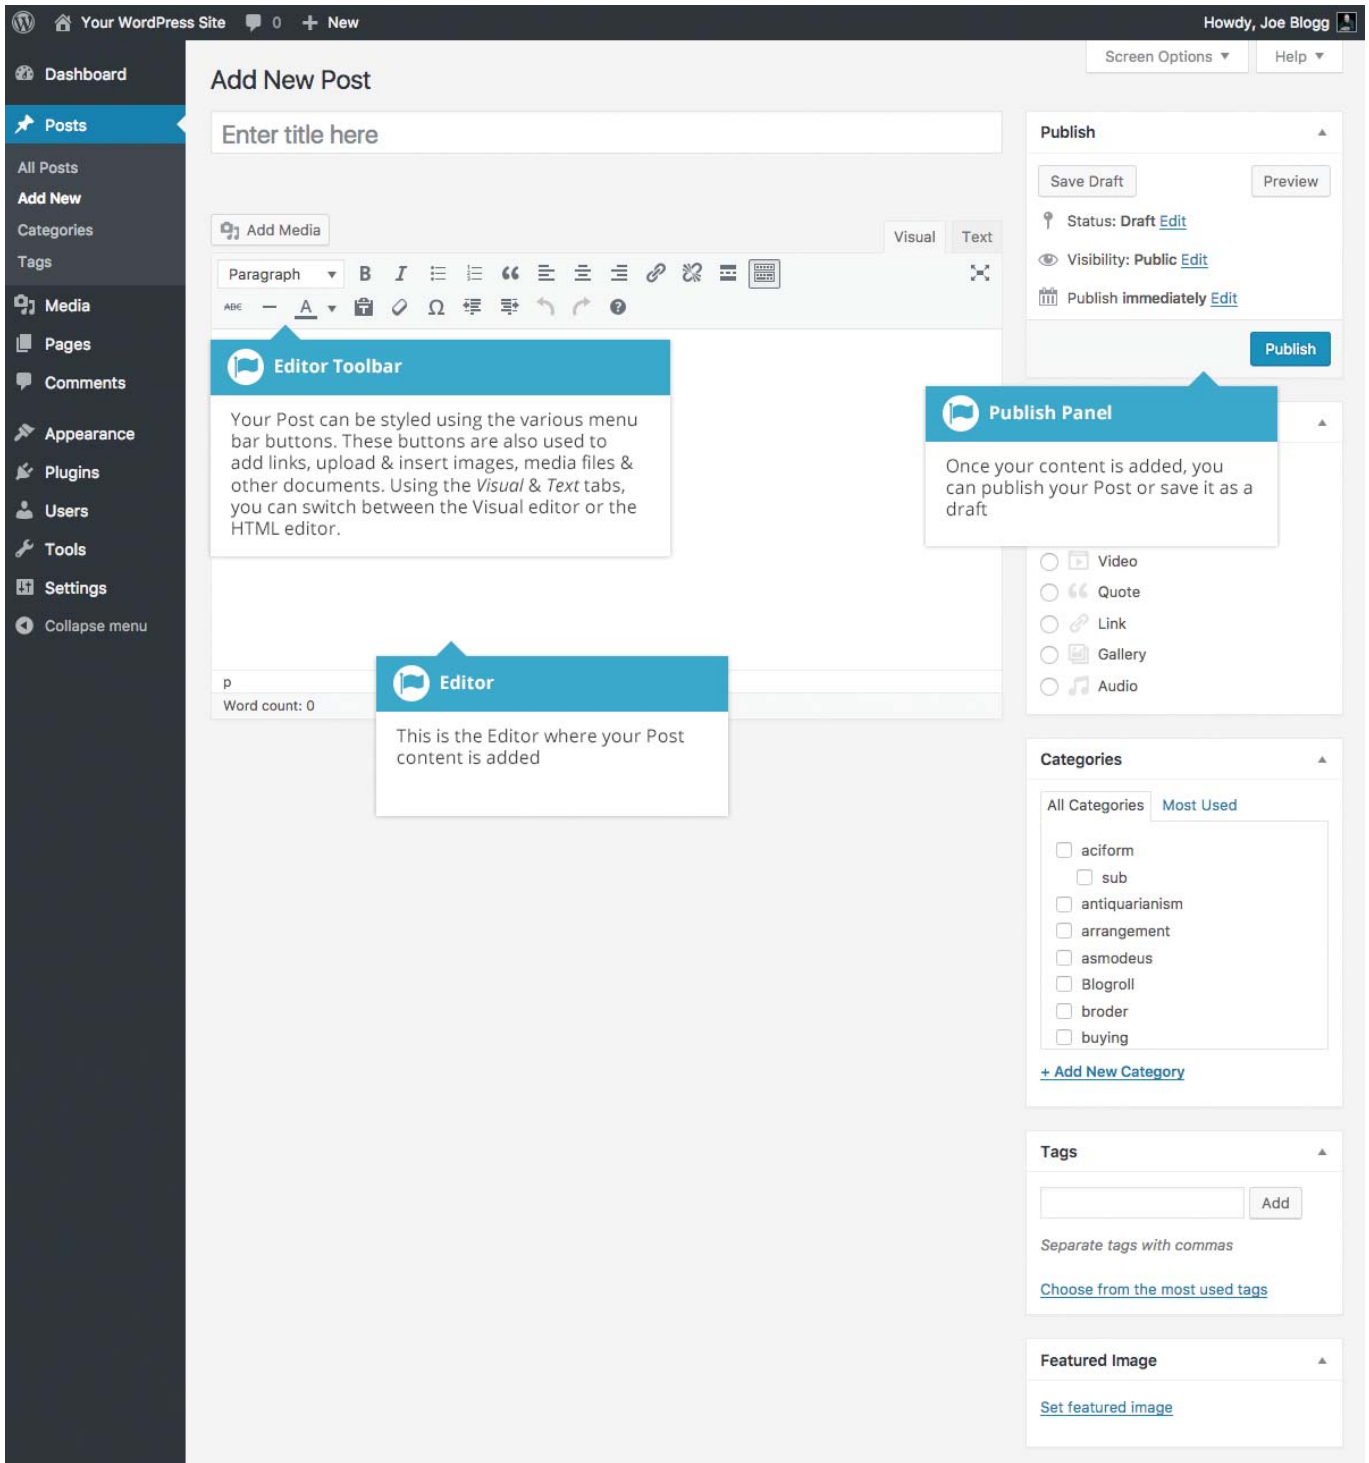 Your WordPress Site 0 + New Howdy, Joe Blogg
Screen Options Help
Dashboard
Posts
All Posts
Add New
Categories
Tags
Media
Pages
Comments
Appearance
Plugins
Users
Tools
Settings
Collapse menu
Add New Post
Enter title here
Add Media
Visual Text
Paragraph B I
ABE A Ω
Editor Toolbar
Your Post can be styled using the various menu
bar buttons. These buttons are also used to
add links, upload & insert images, media files &
other documents. Using the Visual & Text tabs,
you can switch between the Visual editor or the
HTML editor.
p
Word count: 0
Editor
This is the Editor where your Post
content is added
Publish
Save Draft Preview
Status: Draft Edit
Visibility: Public Edit
Publish immediately Edit
Publish
Publish Panel
Once your content is added, you
can publish your Post or save it as a
draft
Video
Quote
Link
Gallery
Audio
Categories
All Categories Most Used
aciform
sub
antiquarianism
arrangement
asmodeus
Blogroll
broder
buying
+ Add New Category
Tags
Add
Separate tags with commas
Choose from the most used tags
Featured Image
Set featured image